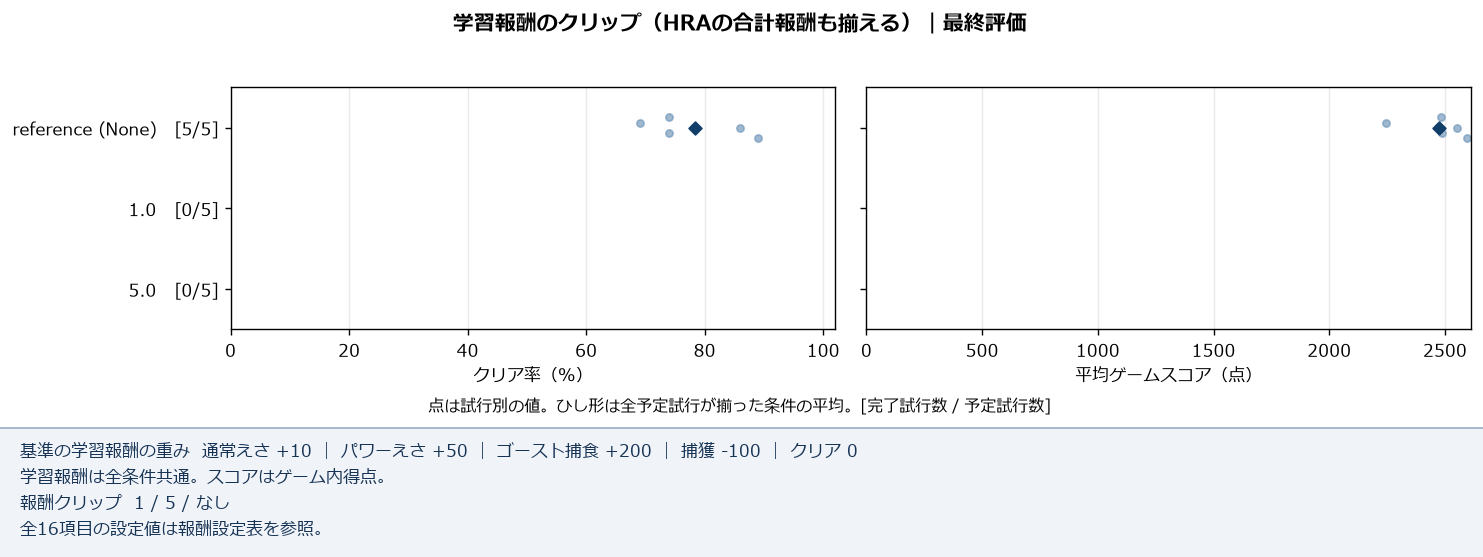 学習報酬のクリップ（HRAの合計報酬も揃える）｜最終評価
reference (None) [5/5]
1.0 [0/5]
5.0 [0/5]
0 20 40 60 80 100
クリア率（%）
0 500 1000 1500 2000 2500
平均ゲームスコア（点）
点は試行別の値。ひし形は全予定試行が揃った条件の平均。[完了試行数 / 予定試行数]
基準の学習報酬の重み 通常えさ +10 ｜ パワーえさ +50 ｜ ゴースト捕食 +200 ｜ 捕獲 -100 ｜ クリア 0
学習報酬は全条件共通。スコアはゲーム内得点。
報酬クリップ 1 / 5 / なし
全16項目の設定値は報酬設定表を参照。